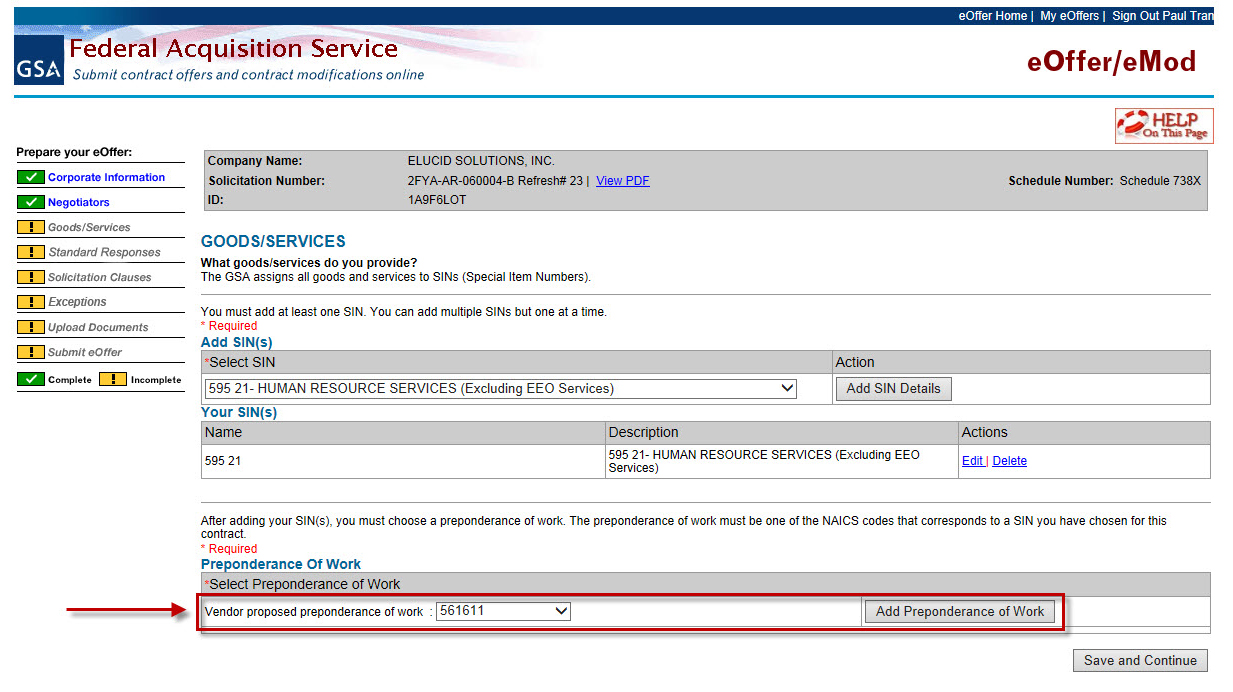 eOffer Home | My eOffers | Sign Out Paul Tran
GSA
Federal Acquisition Service
Submit contract offers and contract modifications online
eOffer/eMod
HELP
On This Page
Prepare your eOffer:
Corporate Information
Negotiators
! Goods/Services
! Standard Responses
! Solicitation Clauses
! Exceptions
! Upload Documents
! Submit eOffer
Complete ! Incomplete
Company Name: ELUCID SOLUTIONS, INC.
Solicitation Number: 2FYA-AR-060004-B Refresh# 23 | View PDF Schedule Number: Schedule 738X
ID: 1A9F6LOT
GOODS/SERVICES
What goods/services do you provide?
The GSA assigns all goods and services to SINs (Special Item Numbers).
You must add at least one SIN. You can add multiple SINs but one at a time.
* Required
Add SIN(s)
*Select SIN Action
595 21- HUMAN RESOURCE SERVICES (Excluding EEO Services) Add SIN Details
Your SIN(s)
Name Description Actions
595 21 595 21- HUMAN RESOURCE SERVICES (Excluding EEO Edit | Delete
Services)
After adding your SIN(s), you must choose a preponderance of work. The preponderance of work must be one of the NAICS codes that corresponds to a SIN you have chosen for this
contract.
* Required
Preponderance Of Work
*Select Preponderance of Work
Vendor proposed preponderance of work : 561611 Add Preponderance of Work
Save and Continue